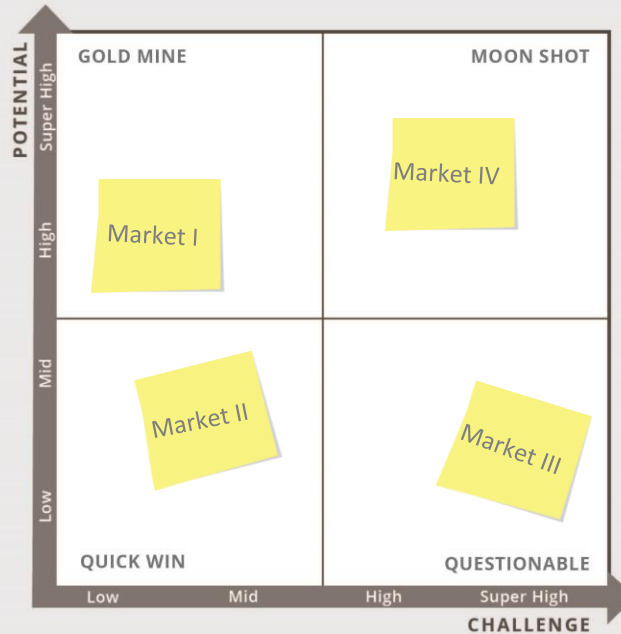 POTENTIAL
Super High
High
Mid
Low
GOLD MINE
MOON SHOT
Market IV
Market I
Market II
Market III
QUICK WIN
QUESTIONABLE
Low
Mid
High
Super High
CHALLENGE